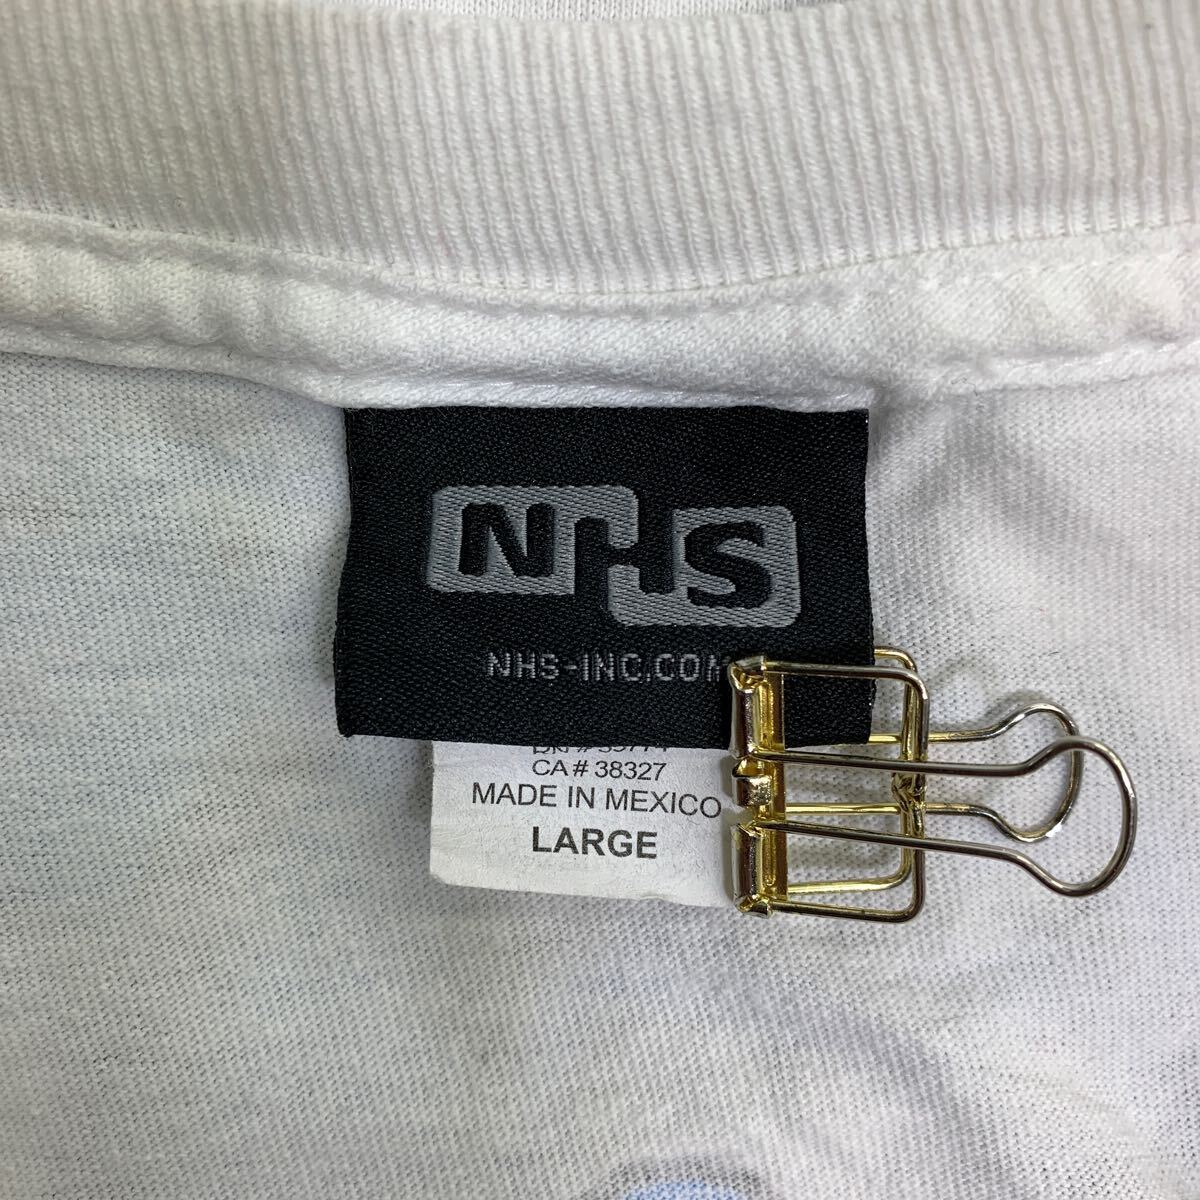 NHS
NHS-INC.COM
CA # 38327
MADE IN MEXICO
LARGE